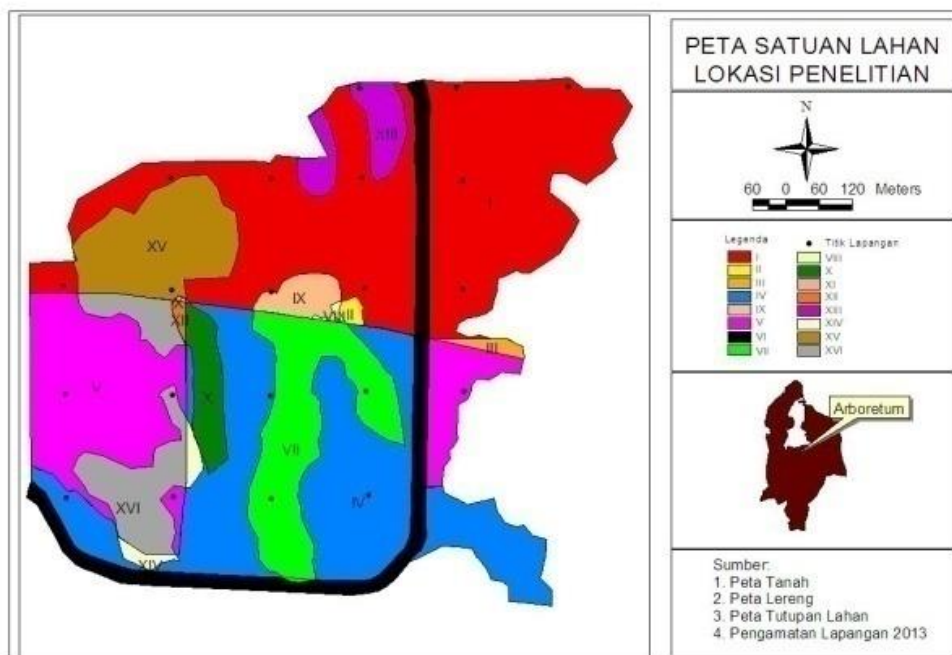 PETA SATUAN LAHAN
LOKASI PENELITIAN
N
60 0 60 120 Meters
Legenda
I
II
III
IV
IX
V
VI
VII
• Titik Lapangan
VIII
X
XI
XII
XIII
XIV
XV
XVI
Arboretum
Sumber:
1. Peta Tanah
2. Peta Lereng
3. Peta Tutupan Lahan
4. Pengamatan Lapangan 2013
XIII
I
XV
IX
II
XII
III
V
X
VII
XVI
IV
XIV